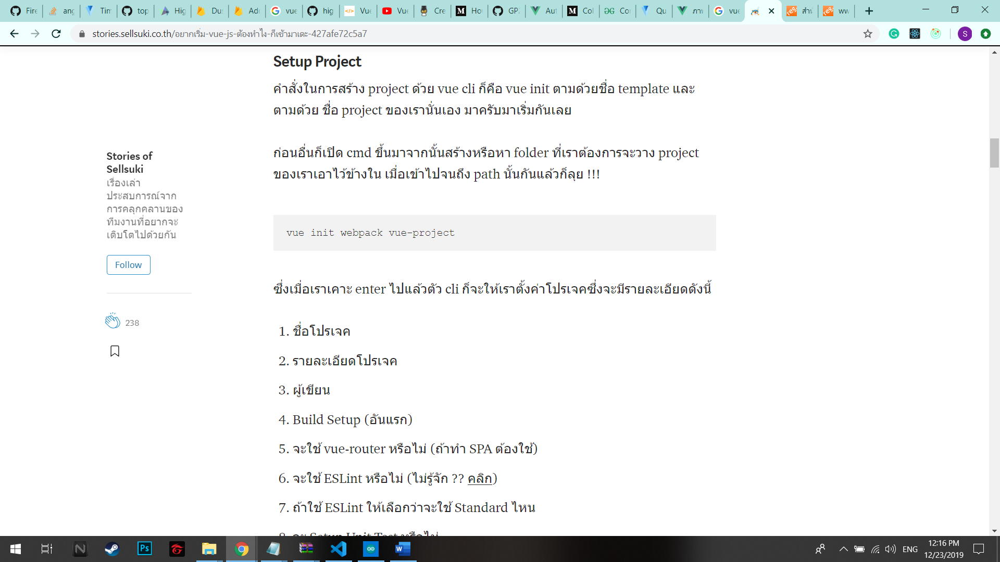 Fire
ang
Tim
top
Hig
Dus
Add
vue
hig
Vue
Vue
Cre
Hov
GP
Aut
Col
Cor
Qu
ภาษ
vue
สำน
ww
stories.sellsuki.co.th/อยากเริ่ม-vue-js-ต้องทำไง-ก็เข้ามาเดะ-427afe72c5a7
S
Setup Project
คำสั่งในการสร้าง project ด้วย vue cli ก็คือ vue init ตามด้วยชื่อ template และ
ตามด้วย ชื่อ project ของเรานั่นเอง มาครับมาเริ่มกันเลย
ก่อนอื่นก็เปิด cmd ขึ้นมาจากนั้นสร้างหรือหา folder ที่เราต้องการจะวาง project
ของเราเอาไว้ข้างใน เมื่อเข้าไปจนถึง path นั้นกันแล้วก็ลุย !!!
Stories of
Sellsuki
เรื่องเล่า
ประสบการณ์จาก
การคลุกคลานของ
ทีมงานที่อยากจะ
เติบโตไปด้วยกัน
Follow
238
vue init webpack vue-project
ซึ่งเมื่อเราเคาะ enter ไปแล้วตัว cli ก็จะให้เราตั้งค่าโปรเจคซึ่งจะมีรายละเอียดดังนี้
1. ชื่อโปรเจค
2. รายละเอียดโปรเจค
3. ผู้เขียน
4. Build Setup (อันแรก)
5. จะใช้ vue-router หรือไม่ (ถ้าทำ SPA ต้องใช้)
6. จะใช้ ESLint หรือไม่ (ไม่รู้จัก ?? คลิก)
7. ถ้าใช้ ESLint ให้เลือกว่าจะใช้ Standard ไหน
8. จะ Setup Unit Test หรือไม่
ENG
12:16 PM
12/23/2019